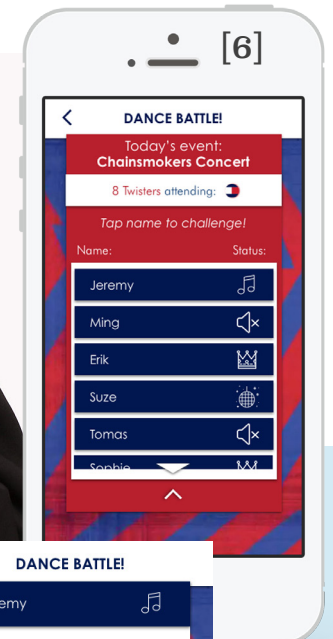 [6]
DANCE BATTLE!
Today's event:
Chainsmokers Concert
8 Twisters attending:
Tap name to challenge!
Name: Status:
Jeremy
Ming
Erik
Suze
Tomas
Sophie
DANCE BATTLE!
emy